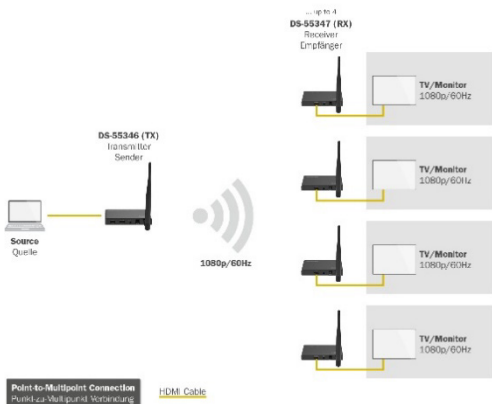 ... up to 4
DS-55347 (RX)
Receiver
Empfänger
TV/Monitor
1080p/60Hz
DS-55346 (TX)
Transmitter
Sender
TV/Monitor
1080p/60Hz
Source
Quelle
1080p/60Hz
TV/Monitor
1080p/60Hz
TV/Monitor
1080p/60Hz
Point-to-Multipoint Connection
Punkt-zu-Multipunkt Verbindung
HDMI Cable